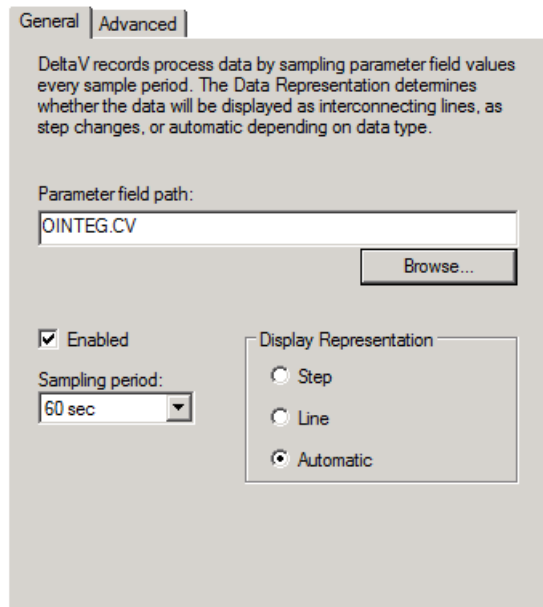 General Advanced
DeltaV records process data by sampling parameter field values
every sample period. The Data Representation determines
whether the data will be displayed as interconnecting lines, as
step changes, or automatic depending on data type.
Parameter field path:
OINTEG.CV
Browse...
Enabled
Display Representation
Sampling period:
Step
60 sec
Line
Automatic